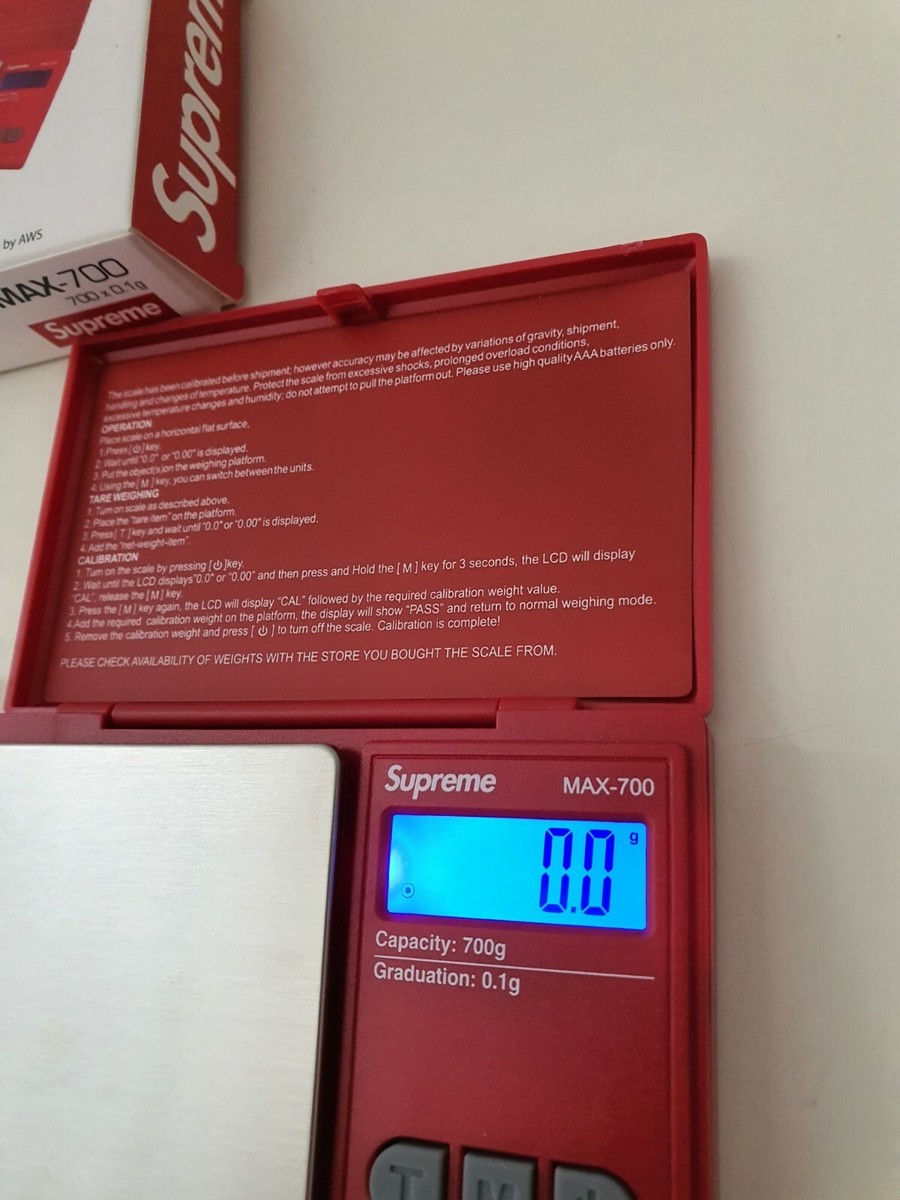 Suprem
by AWS
MAX-700
700 x 0.1g
Supreme
The scale has been calibrated before shipment; however accuracy may be affected by variations of gravity, shipment,
handling and changes of temperature. Protect the scale from excessive shocks, prolonged overload conditions,
excessive temperature changes and humidity; do not attempt to pull the platform out. Please use high quality AAA batteries only.
OPERATION
Place scale on a horizontal flat surface,
1.Press [⏻] key.
2. Wait until "0.0" or "0.00" is displayed.
3. Put the object(s)on the weighing platform.
4. Using the [ M ] key, you can switch between the units.
TARE WEIGHING
1. Turn on scale as described above.
2. Place the "tare item" on the platform.
3. Press [ T ] key and wait until "0.0" or "0.00" is displayed.
4. Add the "net-weight-item".
CALIBRATION
1. Turn on the scale by pressing [⏻]key.
2. Wait until the LCD displays"0.0" or "0.00" and then press and Hold the [ M ] key for 3 seconds, the LCD will display
"CAL", release the [ M ] key.
3. Press the [ M ] key again, the LCD will display "CAL" followed by the required calibration weight value.
4.Add the required calibration weight on the platform, the display will show "PASS" and return to normal weighing mode.
5. Remove the calibration weight and press [ ⏻ ] to turn off the scale. Calibration is complete!
PLEASE CHECK AVAILABILITY OF WEIGHTS WITH THE STORE YOU BOUGHT THE SCALE FROM.
Supreme MAX-700
0.0 g
Capacity: 700g
Graduation: 0.1g
T M